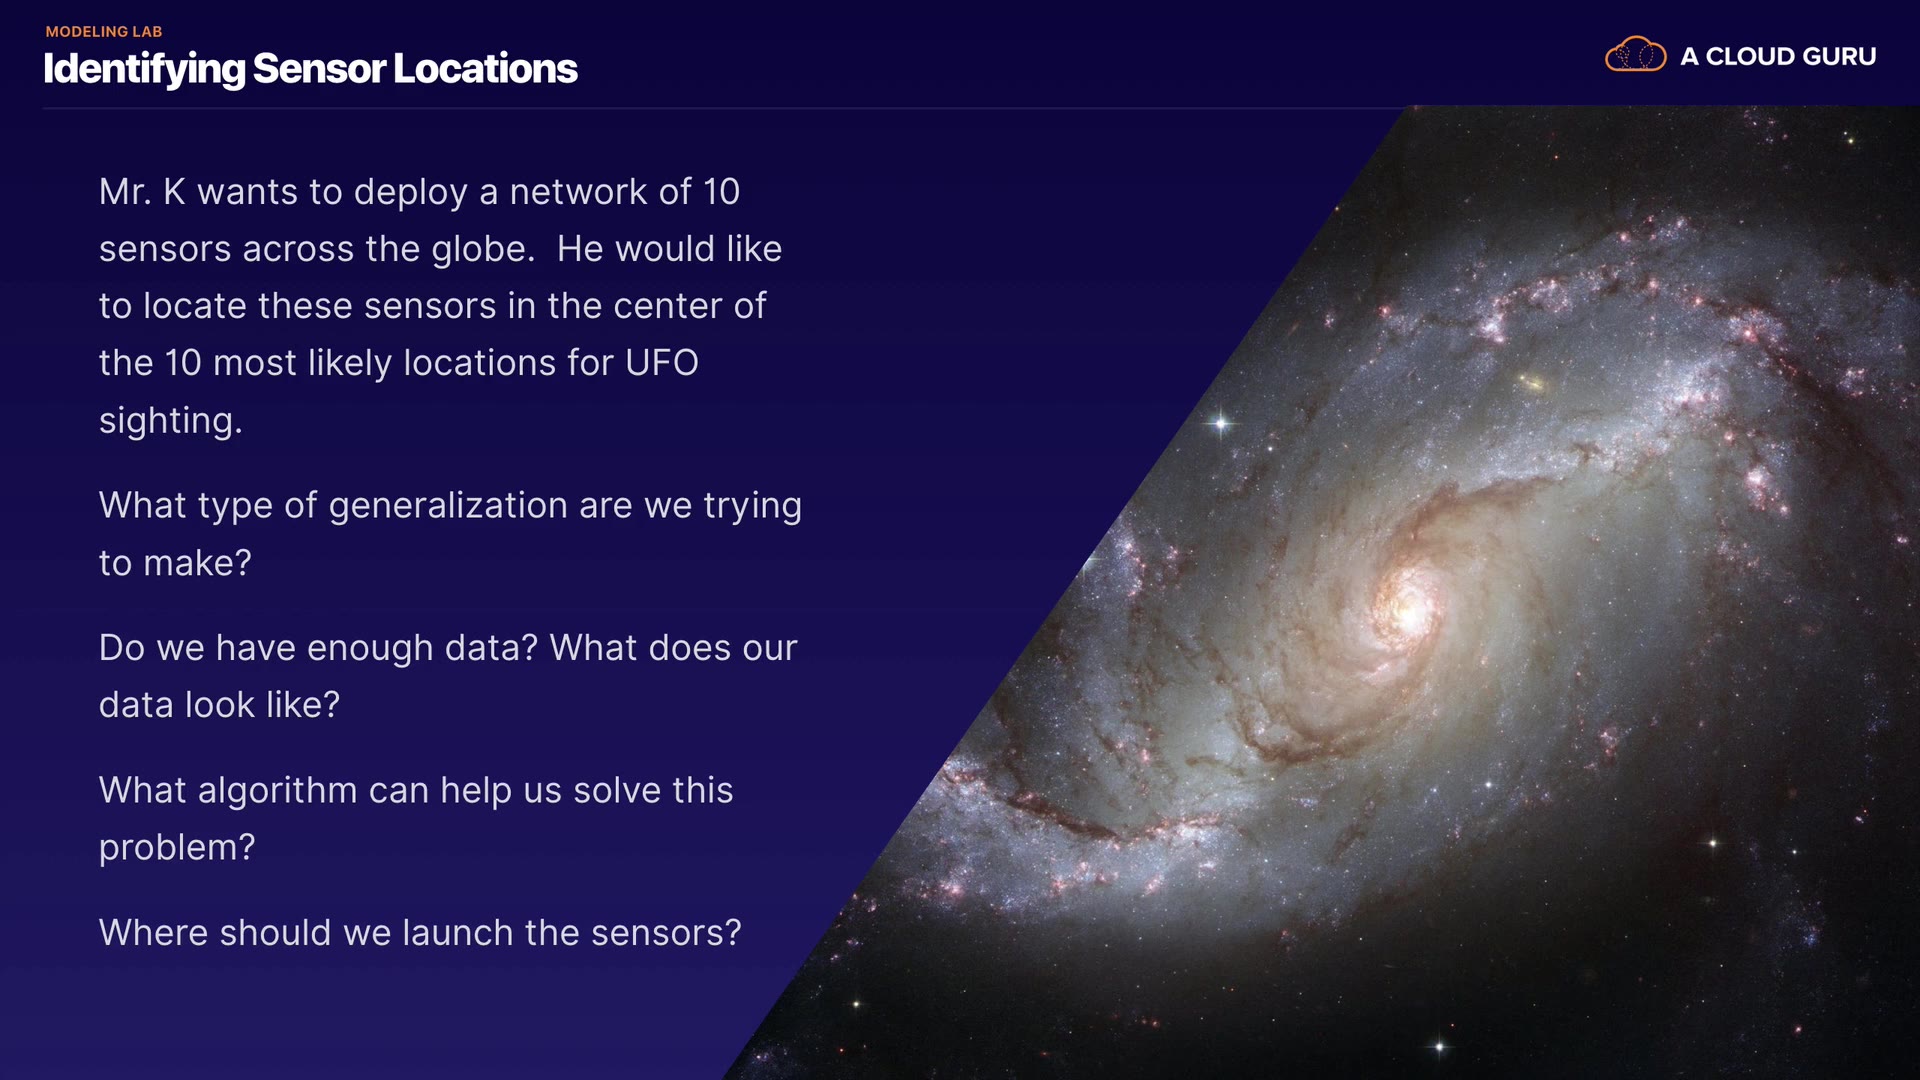 MODELING LAB
Identifying Sensor Locations
A CLOUD GURU
Mr. K wants to deploy a network of 10
sensors across the globe.  He would like
to locate these sensors in the center of
the 10 most likely locations for UFO
sighting.
What type of generalization are we trying
to make?
Do we have enough data? What does our
data look like?
What algorithm can help us solve this
problem?
Where should we launch the sensors?